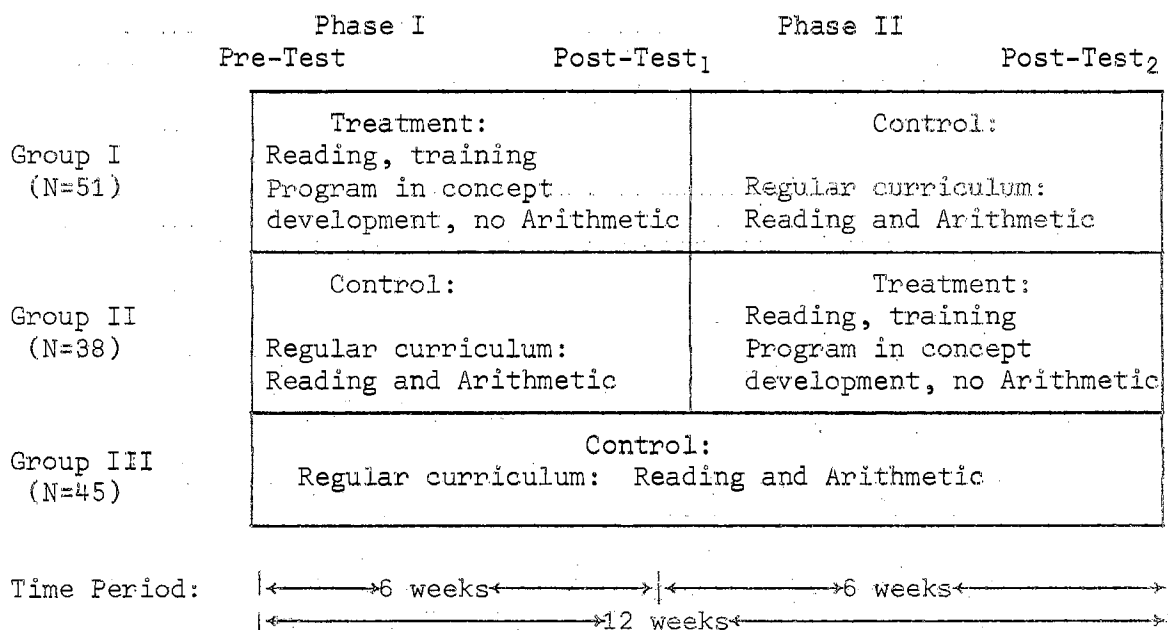 Phase I Phase II
Pre-Test Post-Test1 Post-Test2
Treatment: Control:
Group I Reading, training
(N=51) Program in concept Regular curriculum:
development, no Arithmetic Reading and Arithmetic
Control: Treatment:
Group II Reading, training
(N=38) Regular curriculum: Program in concept
Reading and Arithmetic development, no Arithmetic
Control:
Group III Regular curriculum: Reading and Arithmetic
(N=45)
Time Period: 6 weeks 6 weeks
12 weeks